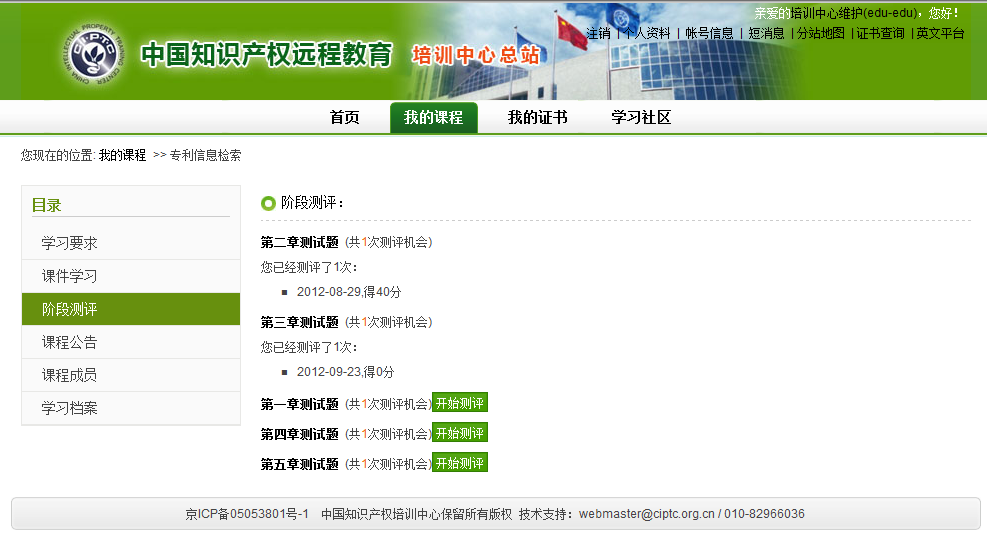 亲爱的培训中心维护(edu-edu)，您好！
注销 | 个人资料 | 帐号信息 | 短消息 | 分站地图 | 证书查询 | 英文平台
CIPTC
中国知识产权远程教育 培训中心总站
首页 我的课程 我的证书 学习社区
您现在的位置: 我的课程 >> 专利信息检索
目录
学习要求
课件学习
阶段测评
课程公告
课程成员
学习档案
阶段测评：
第二章测试题 (共1次测评机会)
您已经测评了1次：
2012-08-29,得40分
第三章测试题 (共1次测评机会)
您已经测评了1次：
2012-09-23,得0分
第一章测试题 (共1次测评机会) 开始测评
第四章测试题 (共1次测评机会) 开始测评
第五章测试题 (共1次测评机会) 开始测评
京ICP备05053801号-1 中国知识产权培训中心保留所有版权 技术支持：webmaster@ciptc.org.cn / 010-82966036